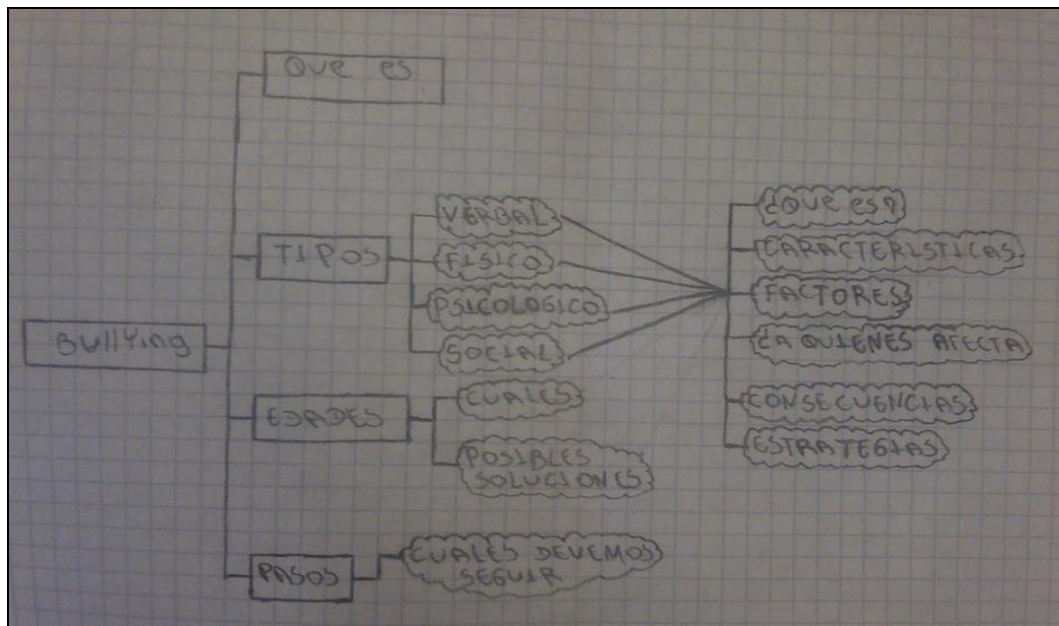 QUE ES
TIPOS
VERBAL
FISICO
PSICOLOGICO
SOCIAL
¿QUE ES?
CARACTERISTICAS
FACTORES
¿A QUIENES AFECTA
CONSECUENCIAS
ESTRATEGIAS
BullYing
EDADES
CUALES
POSIBLES
SOLUCIONES
PASOS
CUALES DEVEMOS
SEGUIR